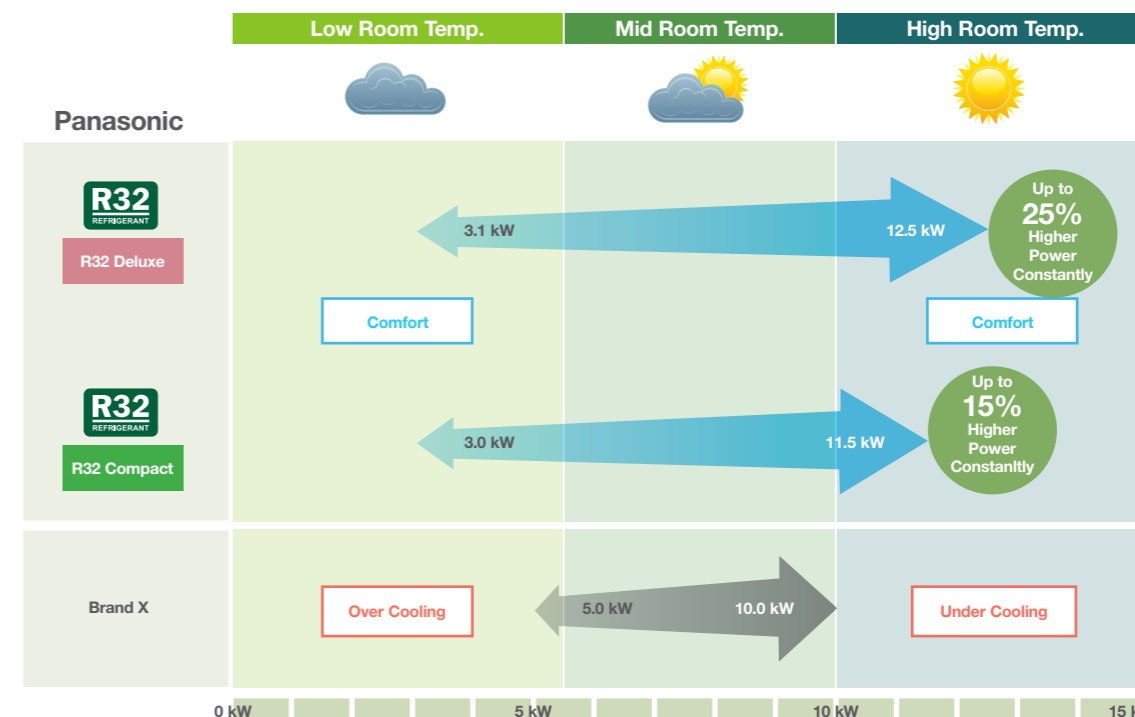 Low Room Temp.
Mid Room Temp.
High Room Temp.
Panasonic
R32
REFRIGERANT
R32 Deluxe
3.1 kW
12.5 kW
Up to
25%
Higher
Power
Constantly
Comfort
Comfort
R32
REFRIGERANT
R32 Compact
3.0 kW
11.5 kW
Up to
15%
Higher
Power
Constanltly
Brand X
Over Cooling
5.0 kW
10.0 kW
Under Cooling
0 kW
5 kW
10 kW
15 k